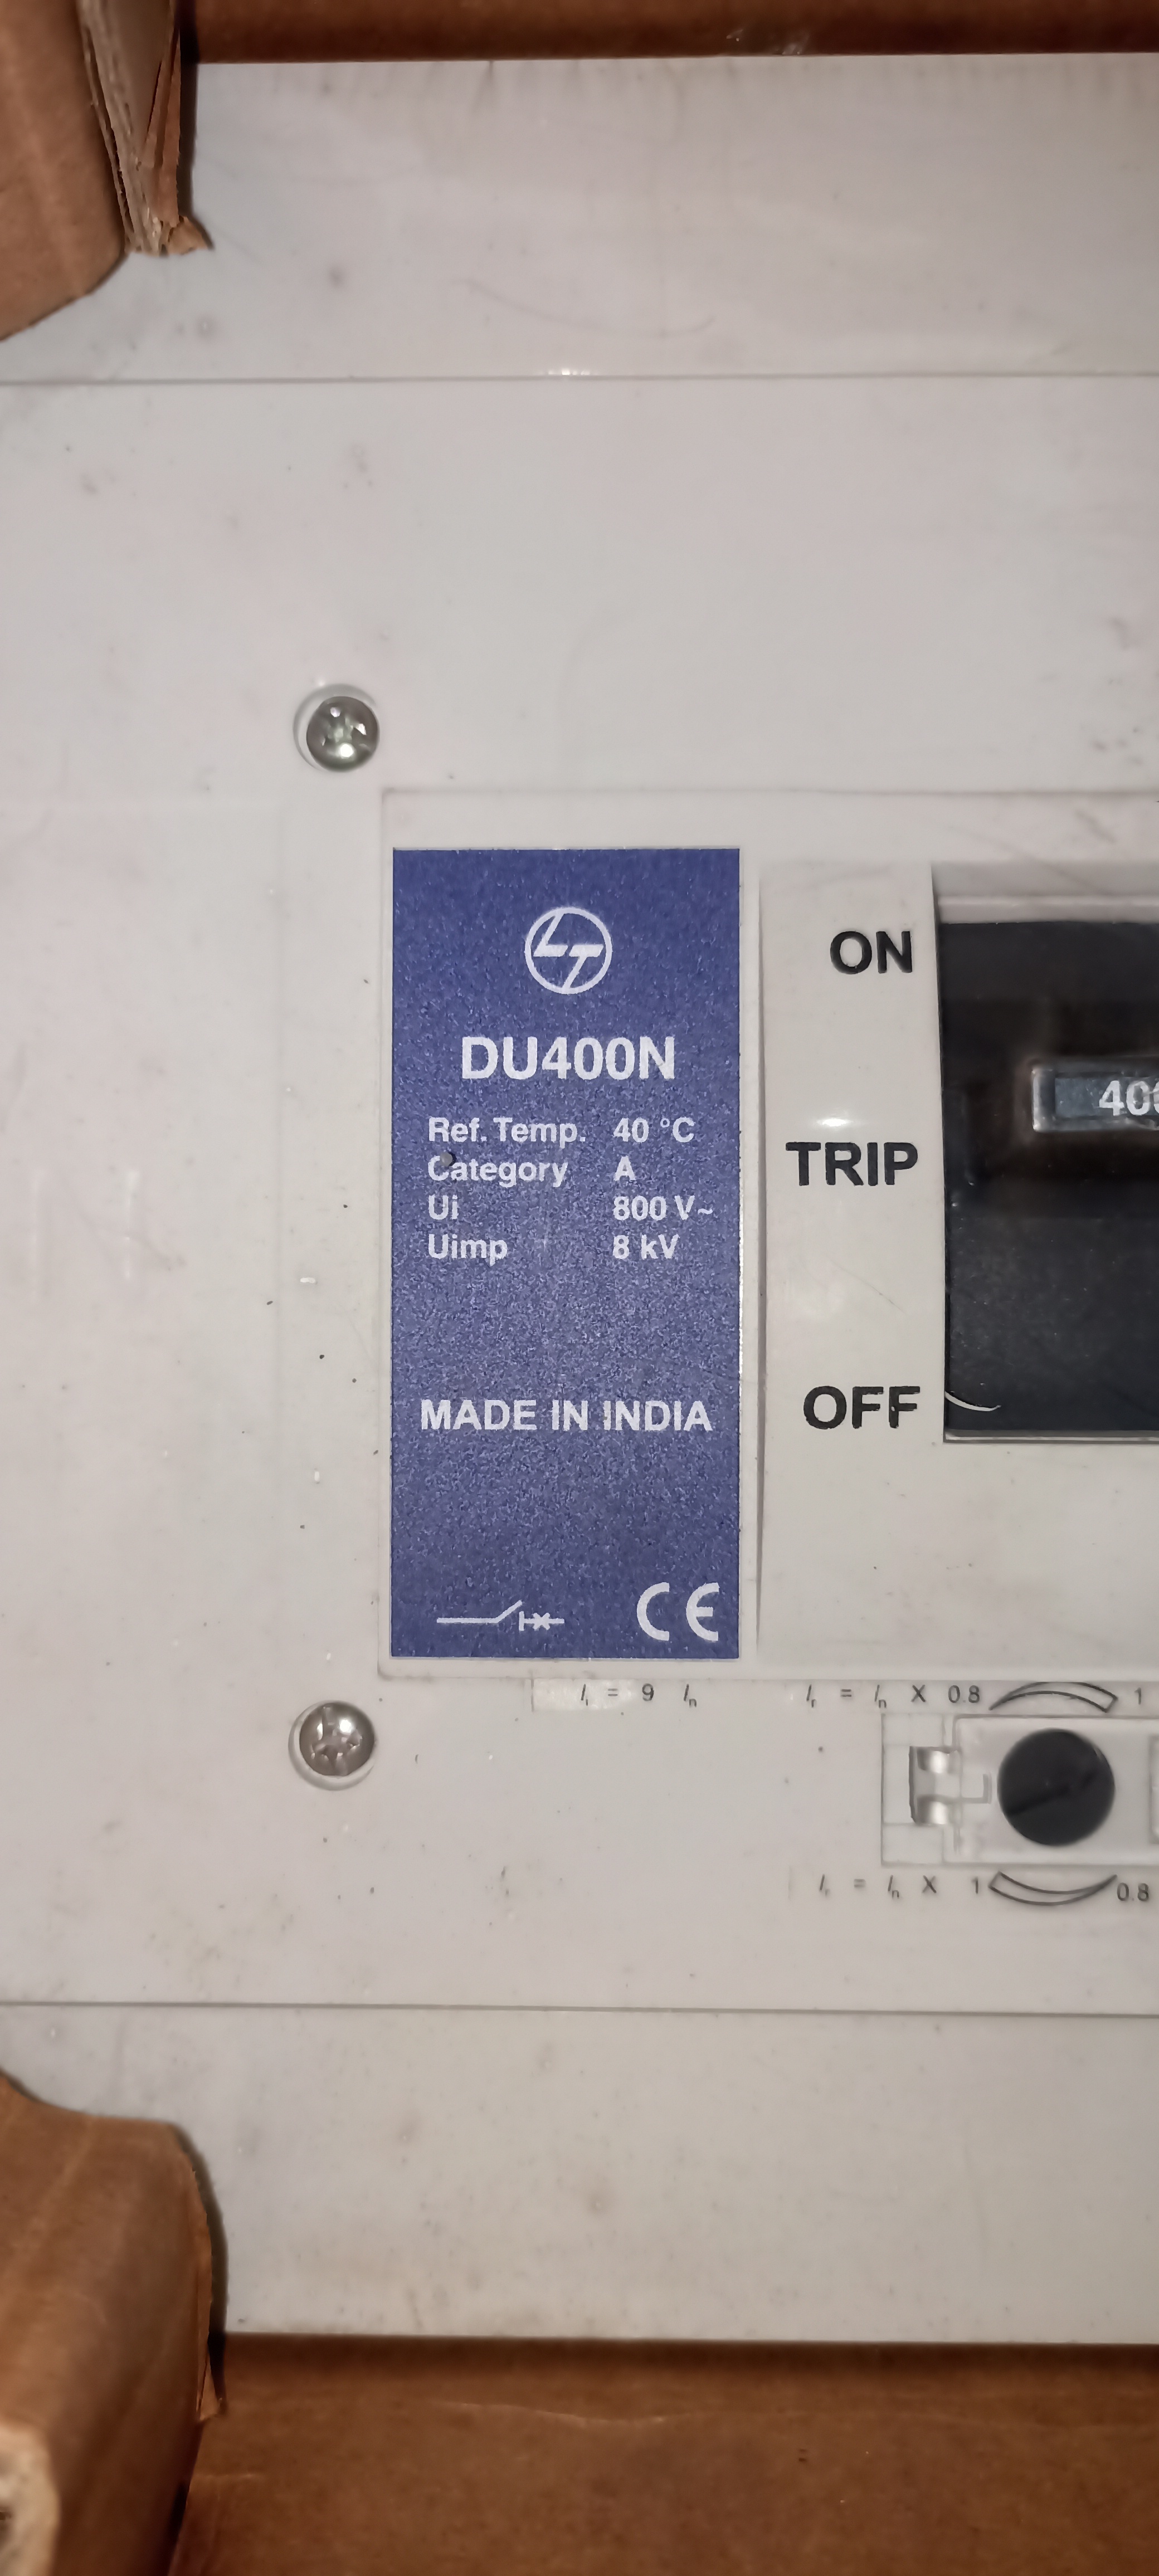 LT
DU400N
Ref. Temp. 40 °C
Category A
Ui 800 V~
Uimp 8 kV
MADE IN INDIA
CE
ON
TRIP
OFF
Ii = 9 In
Ir = In X 0.8 1
Ir = In X 1 0.8